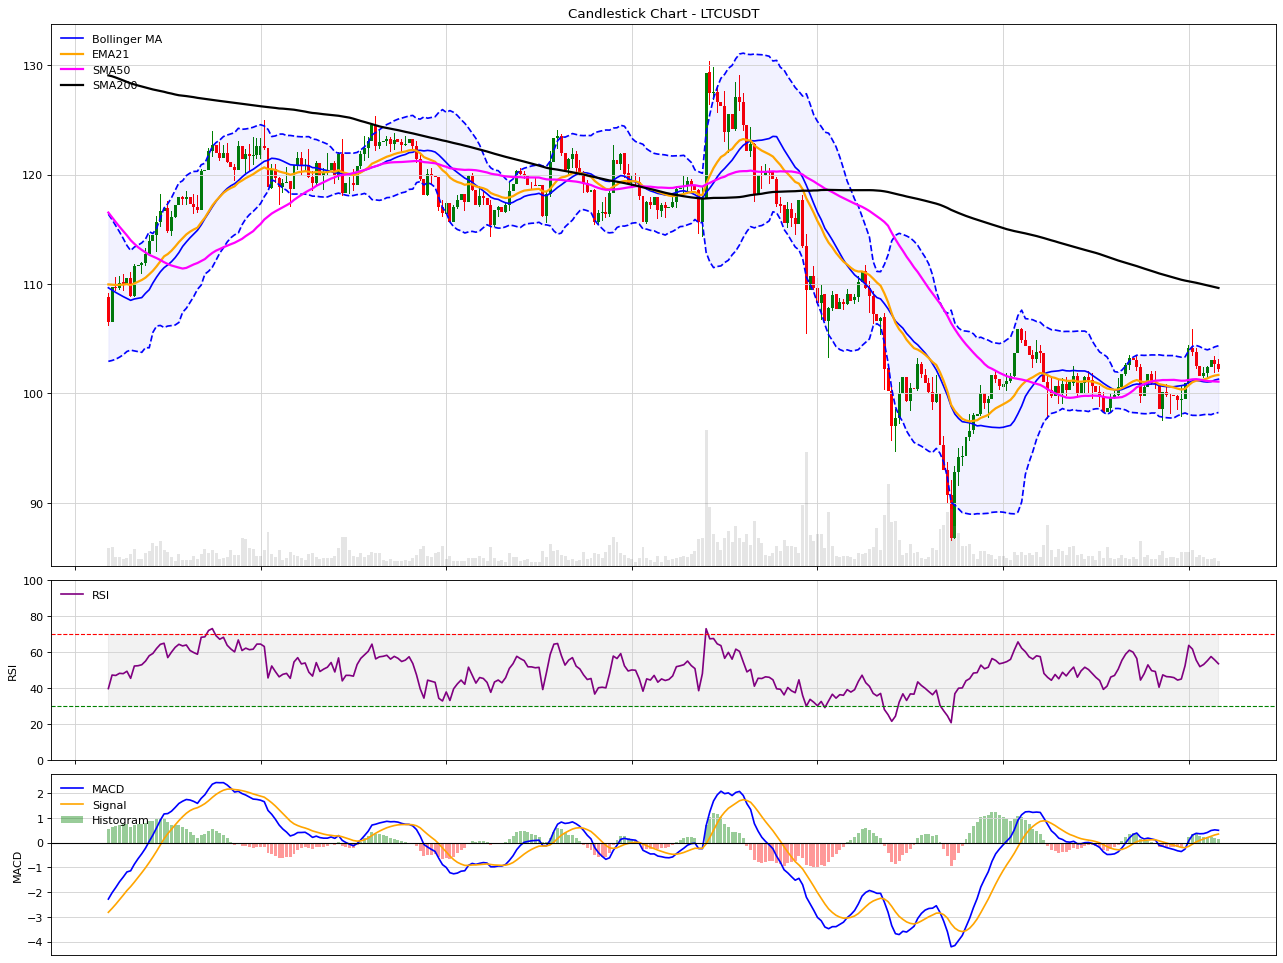 Candlestick Chart - LTCUSDT
Bollinger MA
EMA21
SMA50
SMA200
130
120
110
100
90
RSI
100
80
60
40
20
0
RSI
MACD
Signal
Histogram
2
1
0
−1
−2
−3
−4
MACD